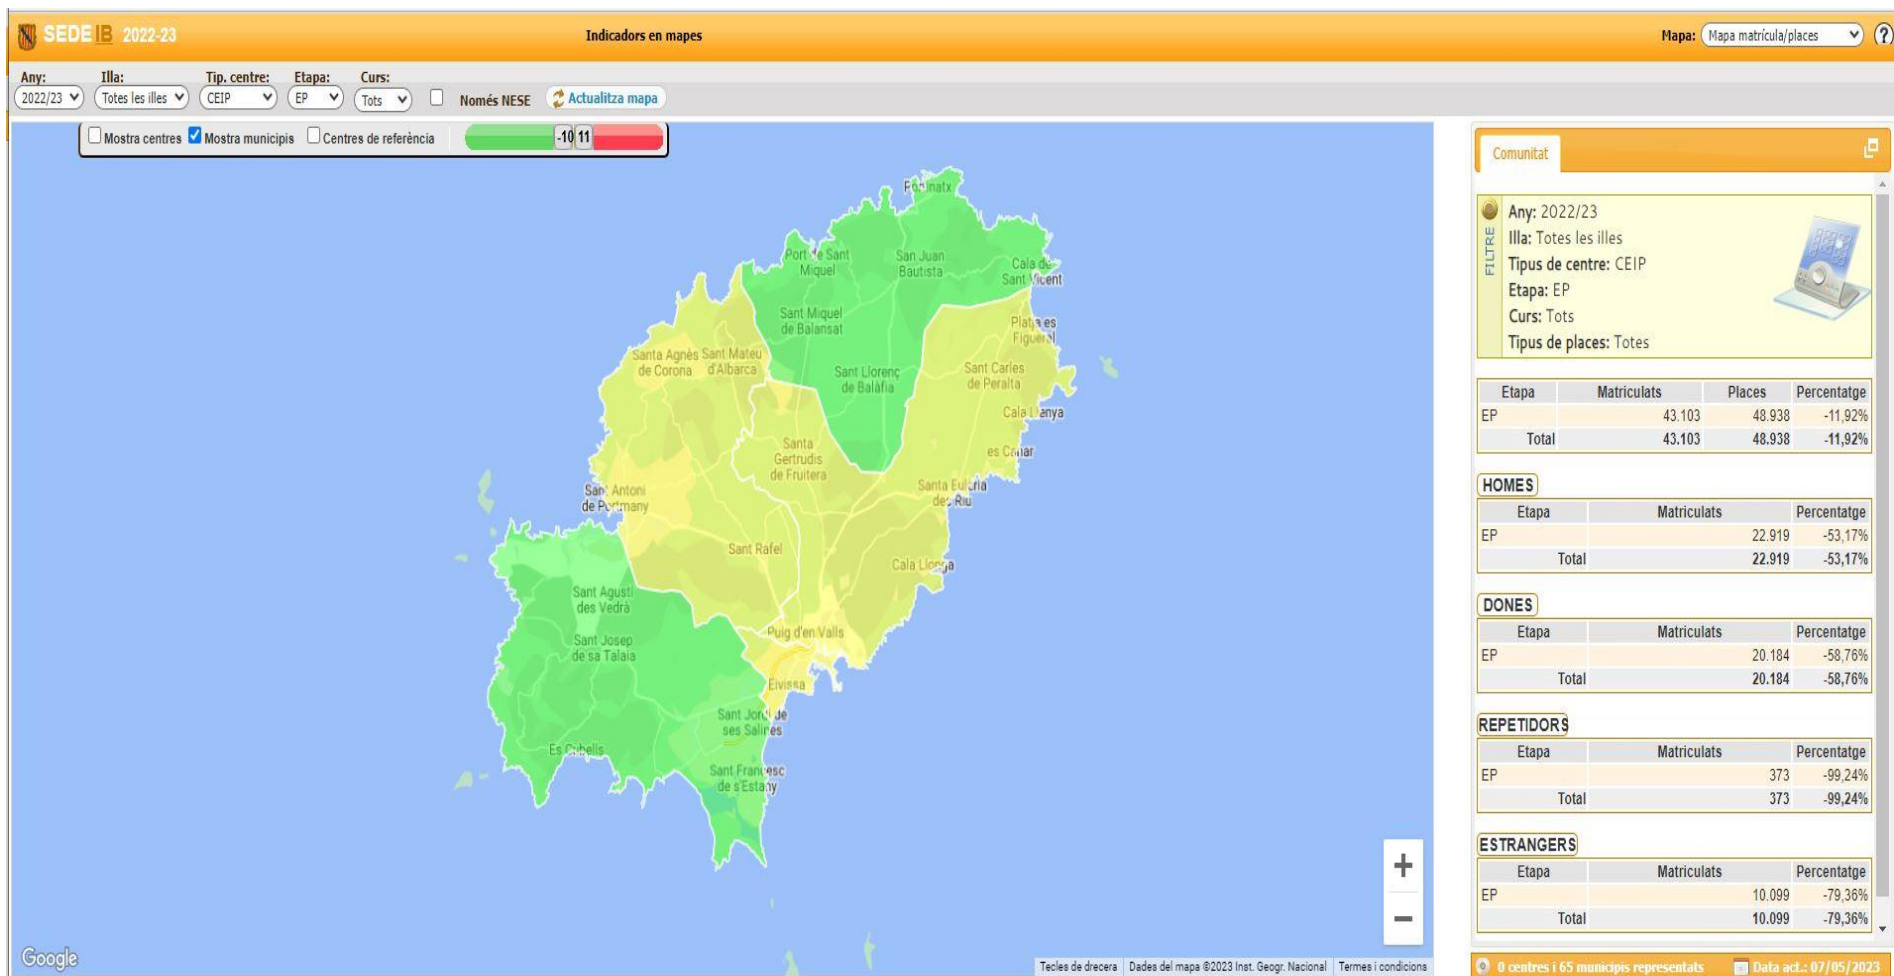 SEDEIB 2022-23
Indicadors en mapes
Mapa: Mapa matrícula/places ?
Any: Illa: Tip. centre: Etapa: Curs:
2022/23 Totes les illes CEIP EP Tots Només NESE Actualitza mapa
Mostra centres Mostra municipis Centres de referència -10 11
Portinatx
Port de Sant
Miquel
San Juan
Bautista
Cala de
Sant Vicent
Sant Miquel
de Balansat
Platja es
Figueral
Santa Agnès
de Corona
Sant Mateu
d'Albarca
Sant Llorenç
de Balàfia
Sant Carles
de Peralta
Cala Llenya
es Canar
Santa
Gertrudis
de Fruitera
Sant Antoni
de Portmany
Santa Eulària
des Riu
Sant Rafel
Cala Llonga
Sant Agustí
des Vedrà
Puig d'en Valls
Sant Josep
de sa Talaia
Eivissa
Sant Jordi de
ses Salines
Es Cubells
Sant Francesc
de s'Estany
+
−
Google
Tecles de drecera Dades del mapa ©2023 Inst. Geogr. Nacional Termes i condicions
Comunitat
FILTRE
Any: 2022/23
Illa: Totes les illes
Tipus de centre: CEIP
Etapa: EP
Curs: Tots
Tipus de places: Totes
Etapa Matriculats Places Percentatge
EP 43.103 48.938 -11,92%
Total 43.103 48.938 -11,92%
HOMES
Etapa Matriculats Percentatge
EP 22.919 -53,17%
Total 22.919 -53,17%
DONES
Etapa Matriculats Percentatge
EP 20.184 -58,76%
Total 20.184 -58,76%
REPETIDORS
Etapa Matriculats Percentatge
EP 373 -99,24%
Total 373 -99,24%
ESTRANGERS
Etapa Matriculats Percentatge
EP 10.099 -79,36%
Total 10.099 -79,36%
0 centres i 65 municipis representats Data act.: 07/05/2023